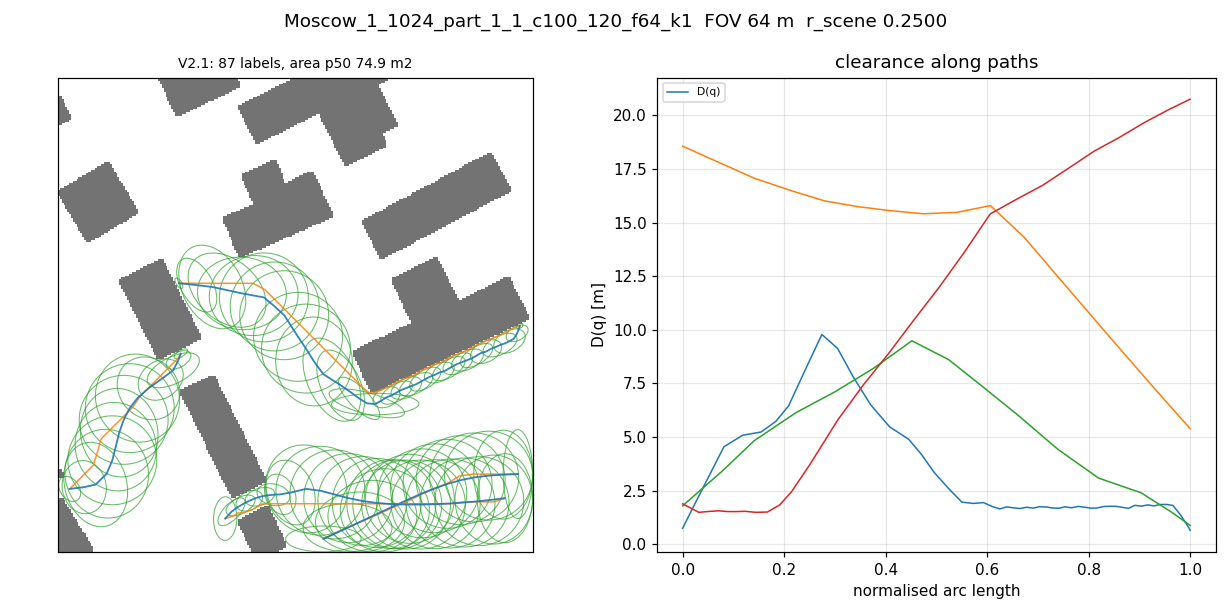 Moscow_1_1024_part_1_1_c100_120_f64_k1  FOV 64 m  r_scene 0.2500
V2.1: 87 labels, area p50 74.9 m2
clearance along paths
D(q)
20.0
17.5
15.0
12.5
10.0
7.5
5.0
2.5
0.0
D(q) [m]
0.0 0.2 0.4 0.6 0.8 1.0
normalised arc length